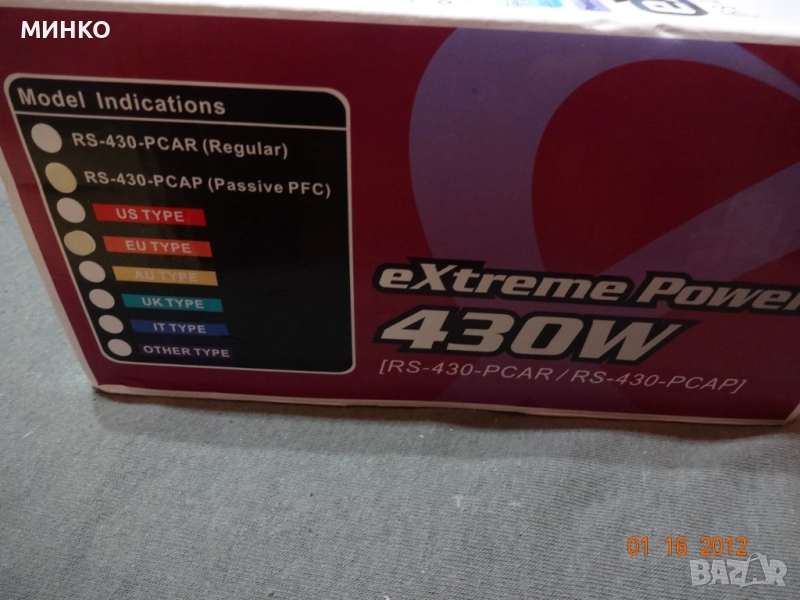 МИНКО
Model Indications
RS-430-PCAR (Regular)
RS-430-PCAP (Passive PFC)
US TYPE
EU TYPE
AU TYPE
UK TYPE
IT TYPE
OTHER TYPE
eXtreme Power
430W
[RS-430-PCAR / RS-430-PCAP]
01 16 2012
BAZAR